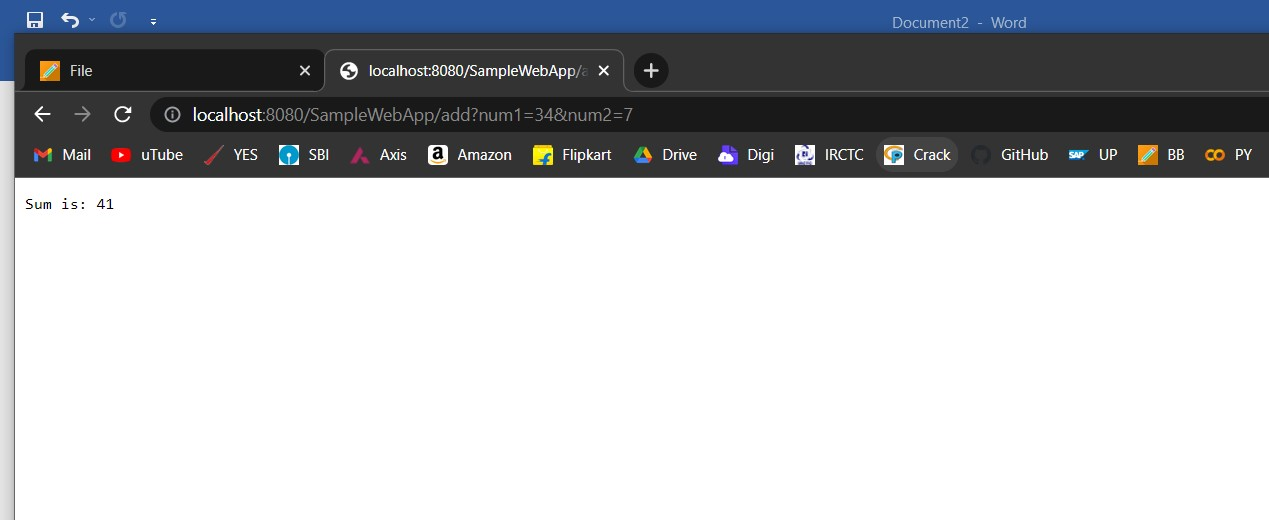 Document2 - Word
File
localhost:8080/SampleWebApp/a
localhost:8080/SampleWebApp/add?num1=34&num2=7
Mail uTube YES SBI Axis Amazon Flipkart Drive Digi IRCTC Crack GitHub SAP UP BB PY
Sum is: 41